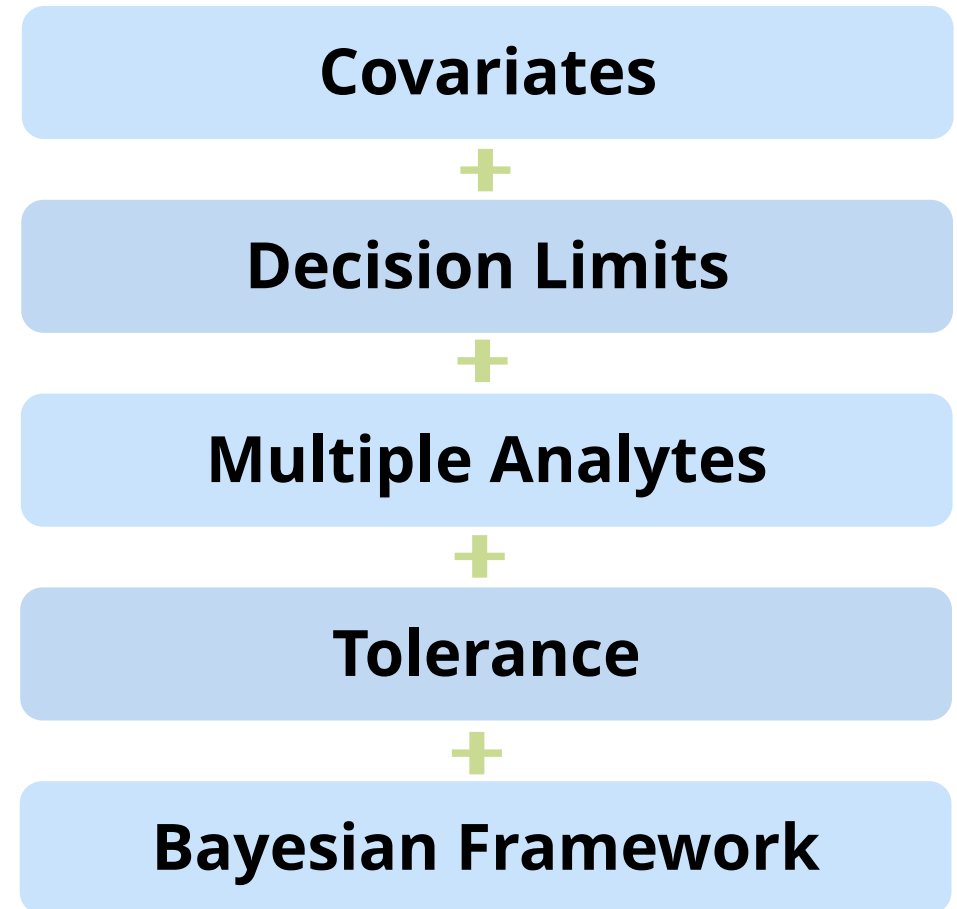 Covariates
+
Decision Limits
+
Multiple Analytes
+
Tolerance
+
Bayesian Framework